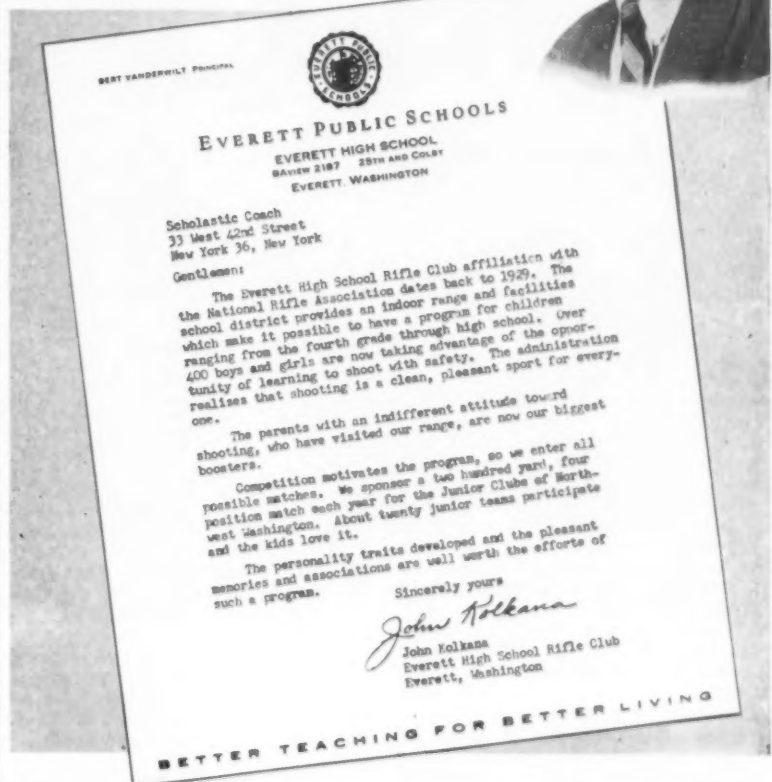 BERT VANDERWILT PRINCIPAL
EVERETT PUBLIC
SCHOOLS
EVERETT PUBLIC SCHOOLS
EVERETT HIGH SCHOOL
BAVIEW 2187 25TH AND COLBY
EVERETT, WASHINGTON
Scholastic Coach
33 West 42nd Street
New York 36, New York
Gentlemen:
The Everett High School Rifle Club affiliation with
the National Rifle Association dates back to 1929. The
school district provides an indoor range and facilities
which make it possible to have a program for children
ranging from the fourth grade through high school. Over
400 boys and girls are now taking advantage of the oppor-
tunity of learning to shoot with safety. The administration
realizes that shooting is a clean, pleasant sport for every-
one.
The parents with an indifferent attitude toward
shooting, who have visited our range, are now our biggest
boosters.
Competition motivates the program, so we enter all
possible matches. We sponsor a two hundred yard, four
position match each year for the Junior Clubs of North-
west Washington. About twenty junior teams participate
and the kids love it.
The personality traits developed and the pleasant
memories and associations are well worth the efforts of
such a program.
Sincerely yours
John Kolkana
John Kolkana
Everett High School Rifle Club
Everett, Washington
BETTER TEACHING FOR BETTER LIVING